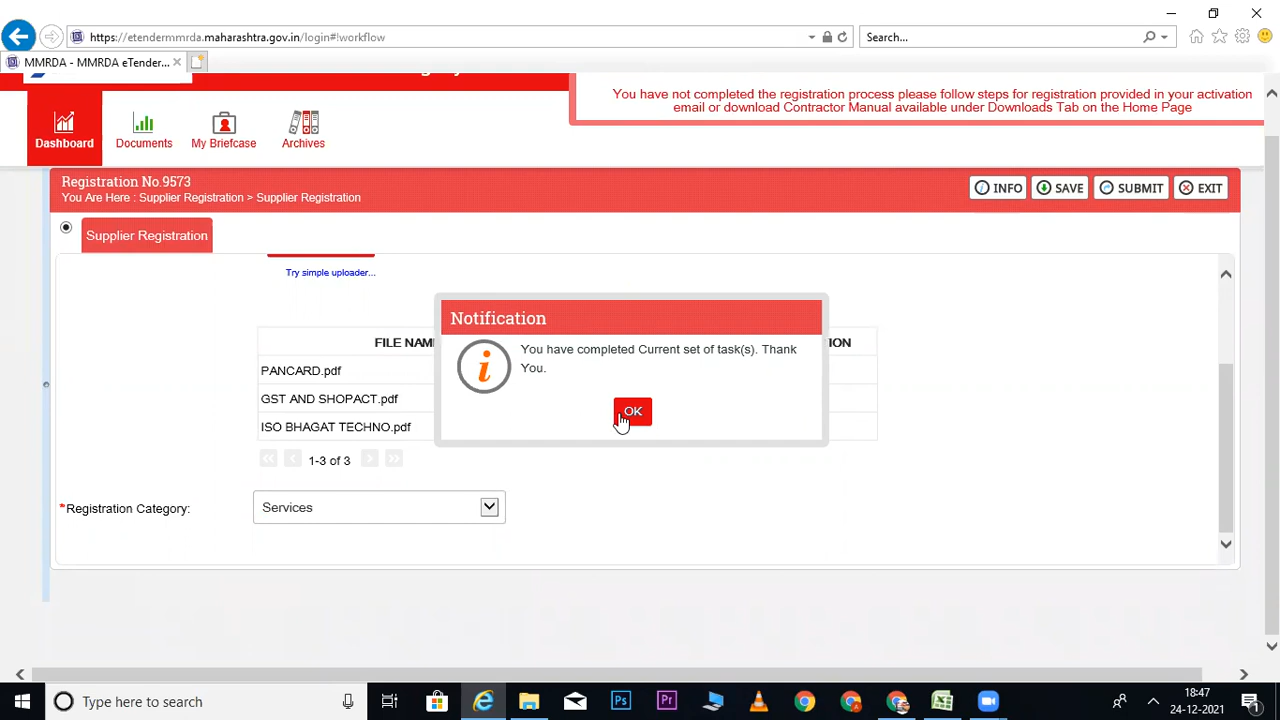 https://etendermmrda.maharashtra.gov.in/login#!workflow
Search...
MMRDA - MMRDA eTender...
You have not completed the registration process please follow steps for registration provided in your activation
email or download Contractor Manual available under Downloads Tab on the Home Page
Dashboard
Documents
My Briefcase
Archives
Registration No.9573
You Are Here : Supplier Registration > Supplier Registration
INFO
SAVE
SUBMIT
EXIT
Supplier Registration
Try simple uploader...
Notification
You have completed Current set of task(s). Thank
You.
OK
FILE NAM
ION
PANCARD.pdf
GST AND SHOPACT.pdf
ISO BHAGAT TECHNO.pdf
1-3 of 3
*Registration Category:
Services
Type here to search
Ps
Pr
18:47
24-12-2021
1